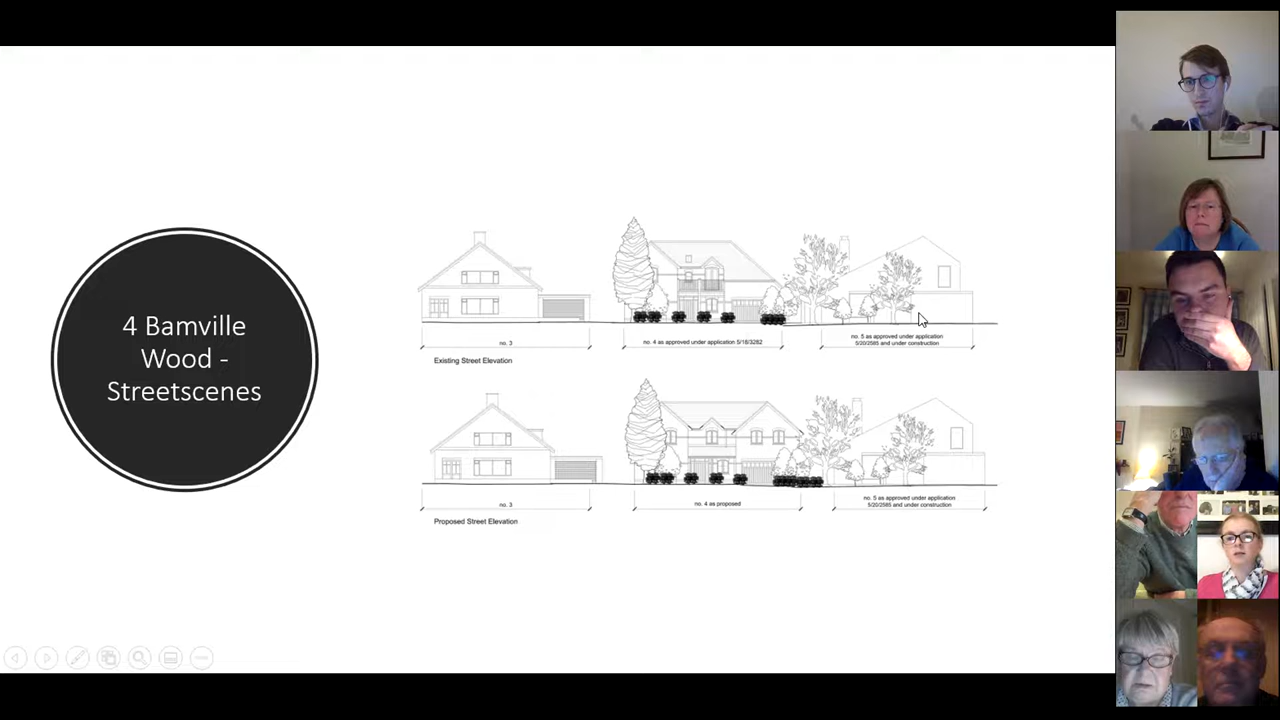 4 Bamville
Wood -
Streetscenes
no. 3
no. 4 as approved under application 5/18/3282
no. 5 as approved under application
5/20/2585 and under construction
Existing Street Elevation
no. 3
no. 4 as proposed
no. 5 as approved under application
5/20/2585 and under construction
Proposed Street Elevation